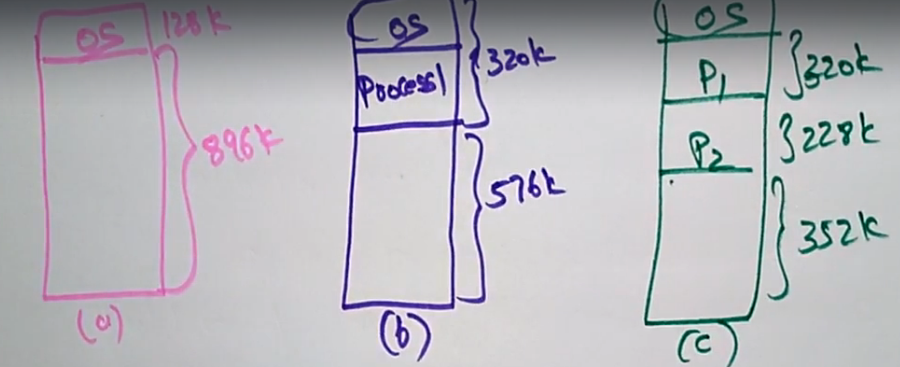 OS 128k
896k
(a)
OS
Process1
320k
576k
(b)
OS
P1
320k
P2
228k
352k
(c)